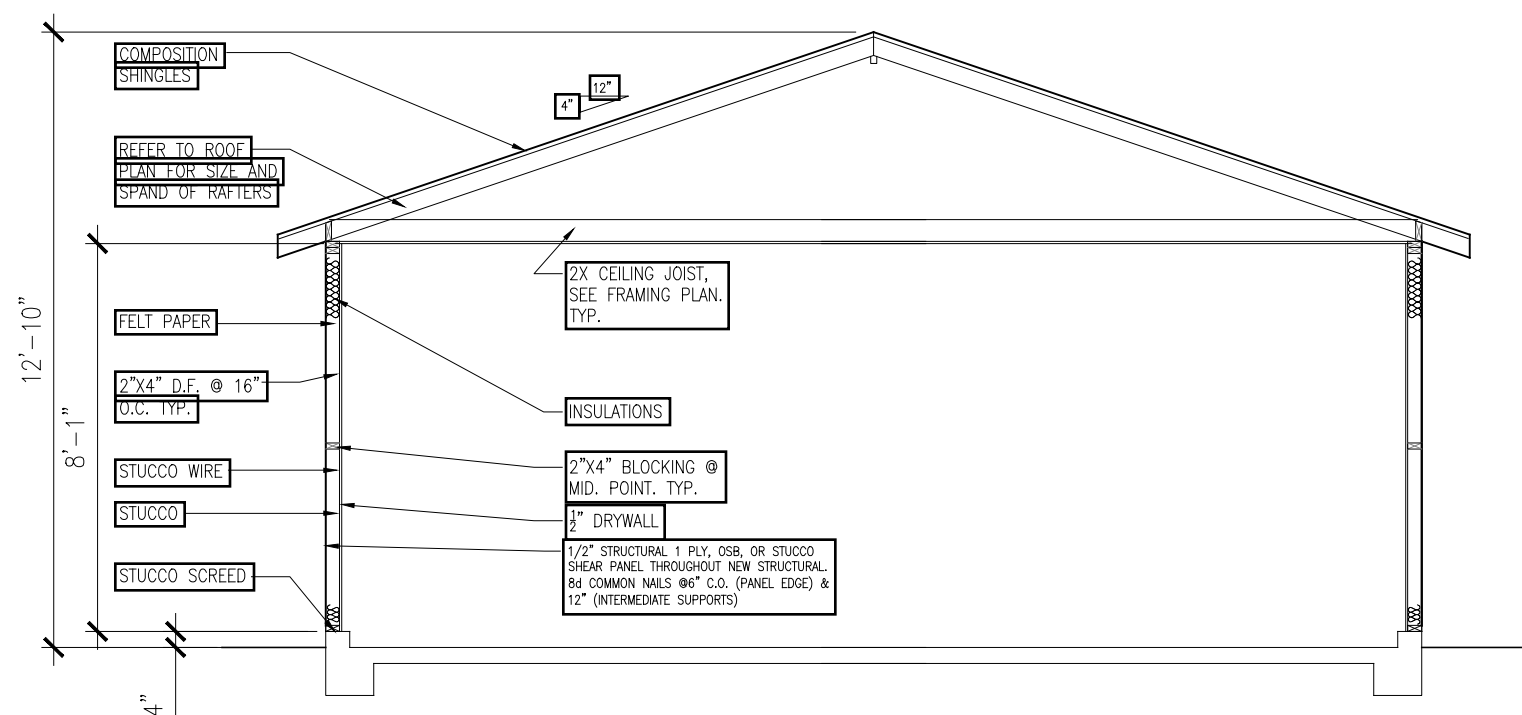 COMPOSITION
SHINGLES
12"
4"
REFER TO ROOF
PLAN FOR SIZE AND
SPAND OF RAFTERS
2X CEILING JOIST,
SEE FRAMING PLAN.
TYP.
12'-10"
8'-1"
FELT PAPER
2"X4" D.F. @ 16"
O.C. TYP.
INSULATIONS
STUCCO WIRE
2"X4" BLOCKING @
MID. POINT. TYP.
STUCCO
1/2" DRYWALL
1/2" STRUCTURAL 1 PLY, OSB, OR STUCCO
SHEAR PANEL THROUGHOUT NEW STRUCTURAL.
8d COMMON NAILS @6" C.O. (PANEL EDGE) &
12" (INTERMEDIATE SUPPORTS)
STUCCO SCREED
4"